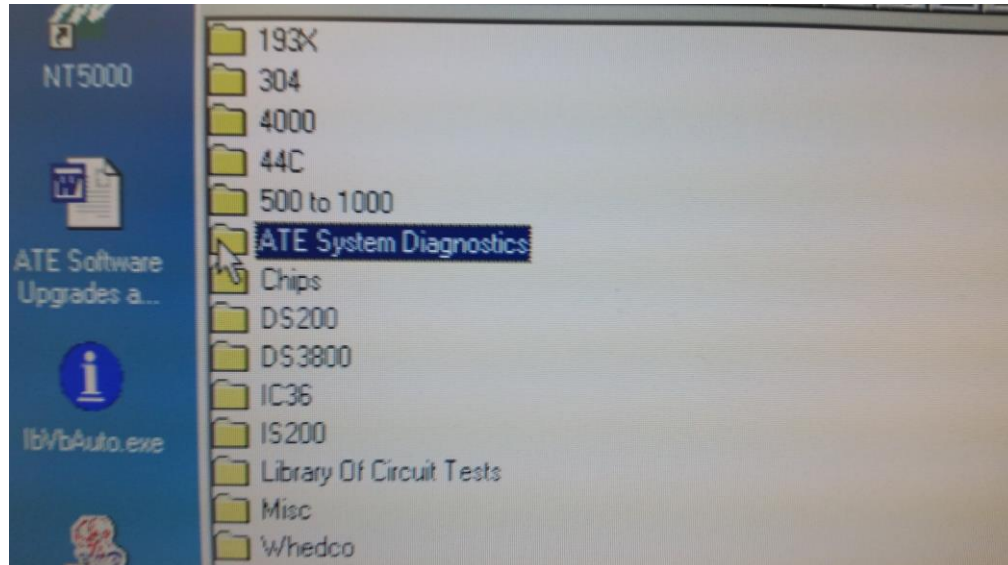 NT5000
ATE Software
Upgrades a...
IbVbAuto.exe
193X
304
4000
44C
500 to 1000
ATE System Diagnostics
Chips
DS200
DS3800
IC36
IS200
Library Of Circuit Tests
Misc
Whedco